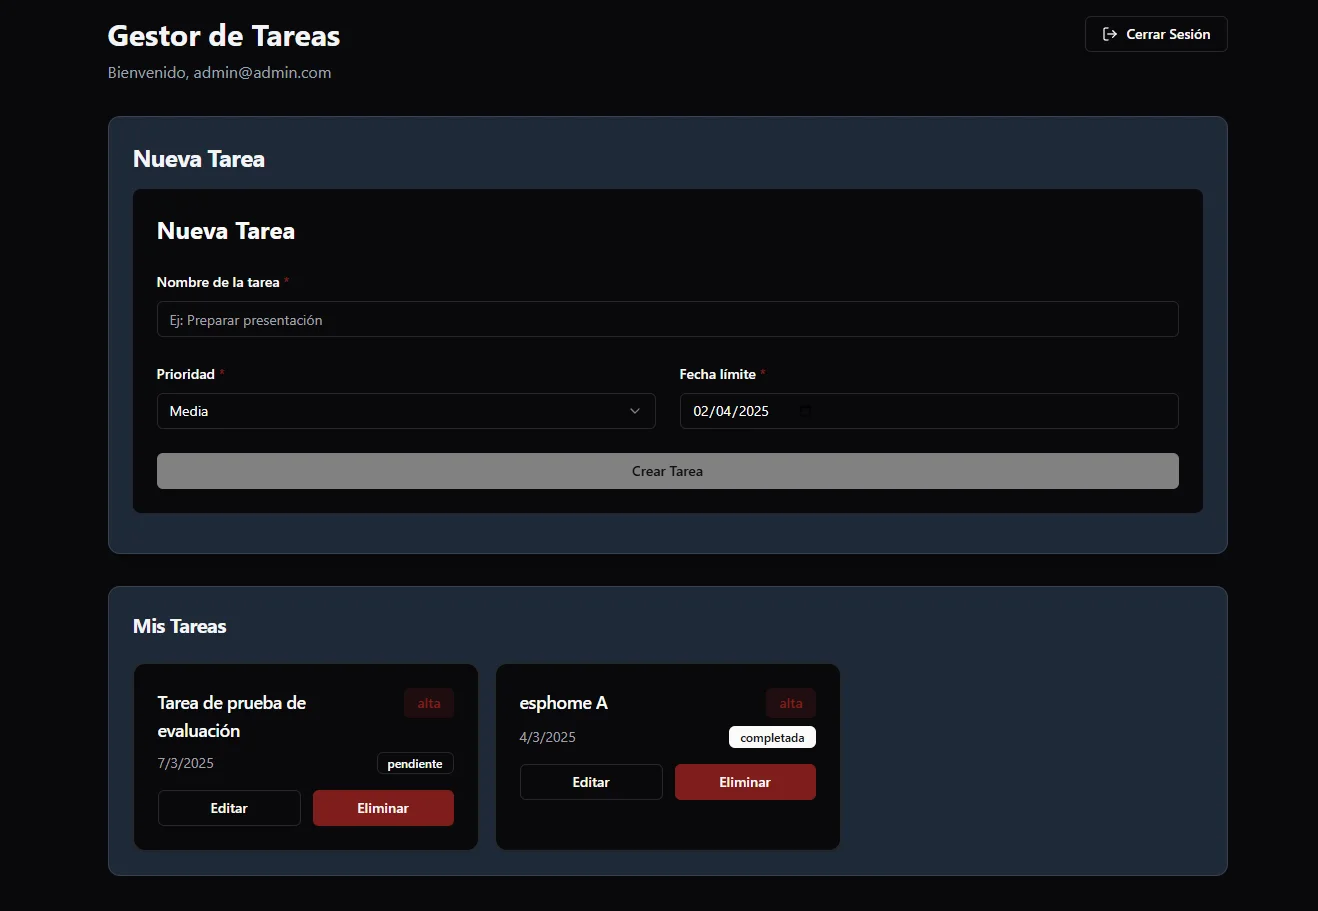 Gestor de Tareas
Cerrar Sesión
Bienvenido, admin@admin.com
Nueva Tarea
Nueva Tarea
Nombre de la tarea *
Ej: Preparar presentación
Prioridad *
Fecha límite *
Media
02/04/2025
Crear Tarea
Mis Tareas
Tarea de prueba de
evaluación
alta
7/3/2025
pendiente
Editar
Eliminar
esphome A
alta
4/3/2025
completada
Editar
Eliminar